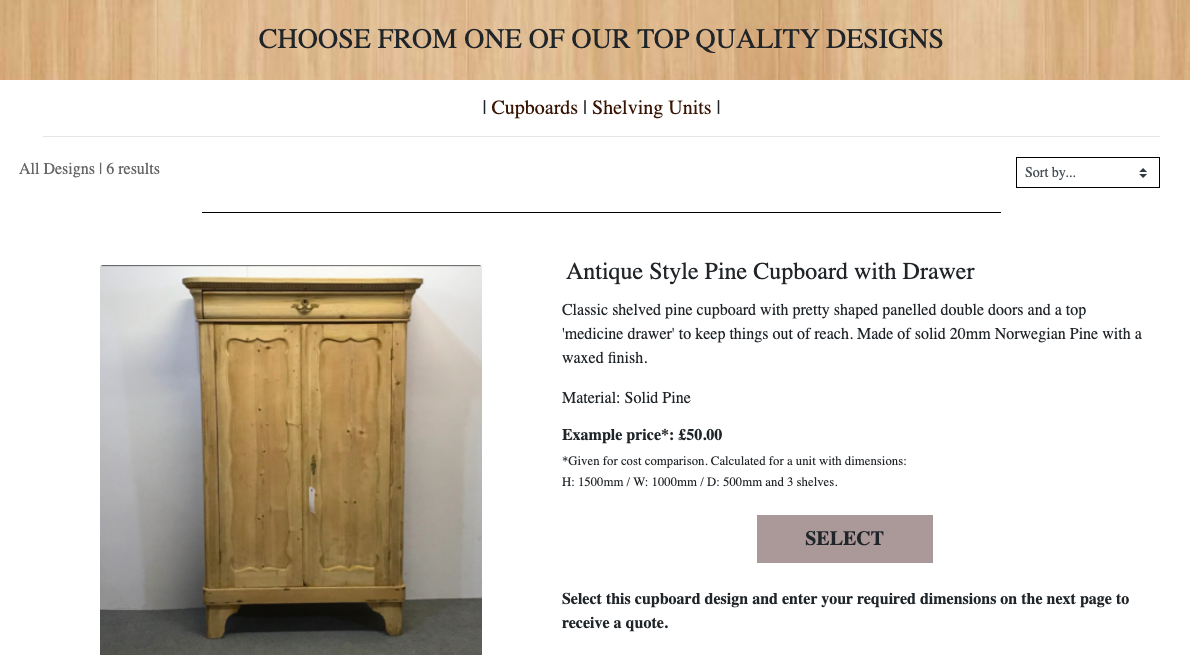 CHOOSE FROM ONE OF OUR TOP QUALITY DESIGNS
| Cupboards | Shelving Units |
All Designs | 6 results
Sort by...
Antique Style Pine Cupboard with Drawer
Classic shelved pine cupboard with pretty shaped panelled double doors and a top
'medicine drawer' to keep things out of reach. Made of solid 20mm Norwegian Pine with a
waxed finish.
Material: Solid Pine
Example price*: £50.00
*Given for cost comparison. Calculated for a unit with dimensions:
H: 1500mm / W: 1000mm / D: 500mm and 3 shelves.
SELECT
Select this cupboard design and enter your required dimensions on the next page to
receive a quote.